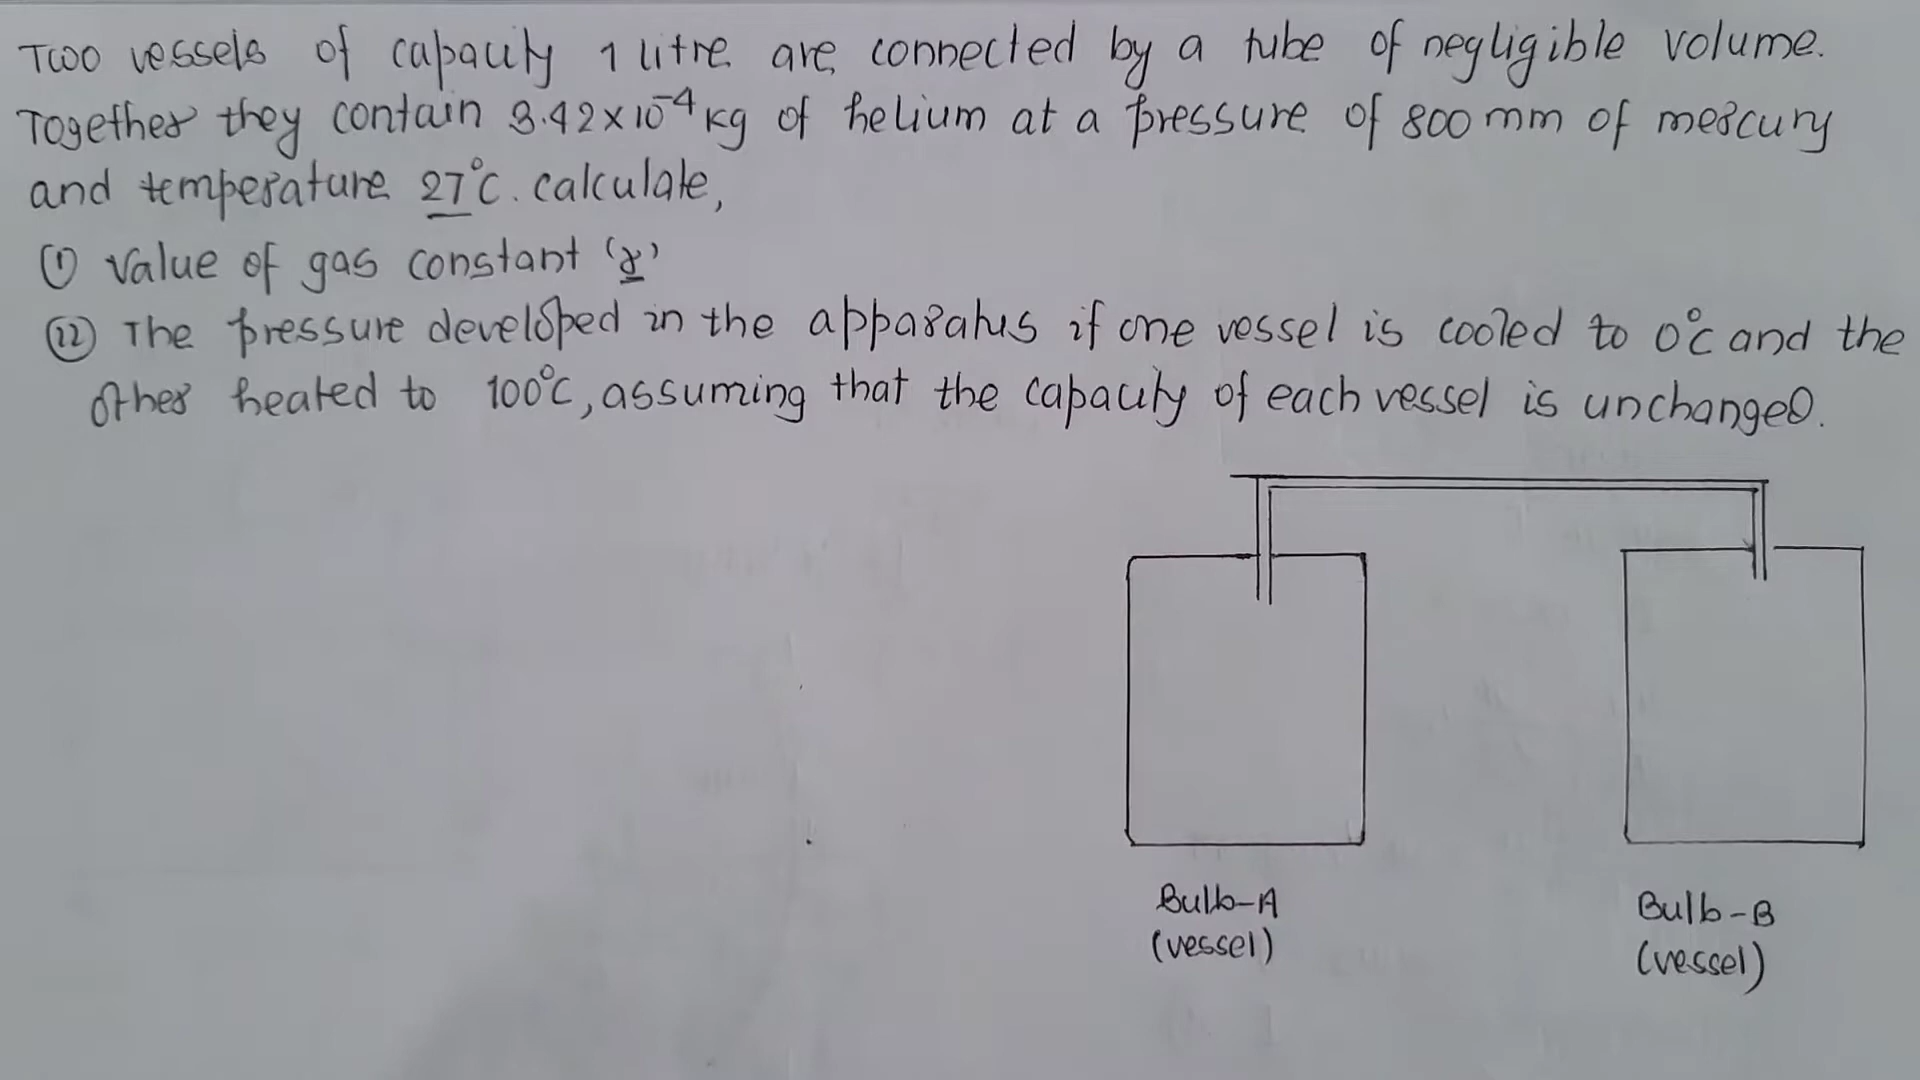 Two vessels of capacity 1 litre are connected by a tube of negligible volume.
Together they contain 3.42×10⁻⁴ kg of helium at a pressure of 800 mm of mercury
and temperature 27°C. calculate,
(i) value of gas constant 'r'
(ii) The pressure developed in the apparatus if one vessel is cooled to 0°C and the
other heated to 100°C, assuming that the capacity of each vessel is unchanged.
Bulb-A
(vessel)
Bulb-B
(vessel)